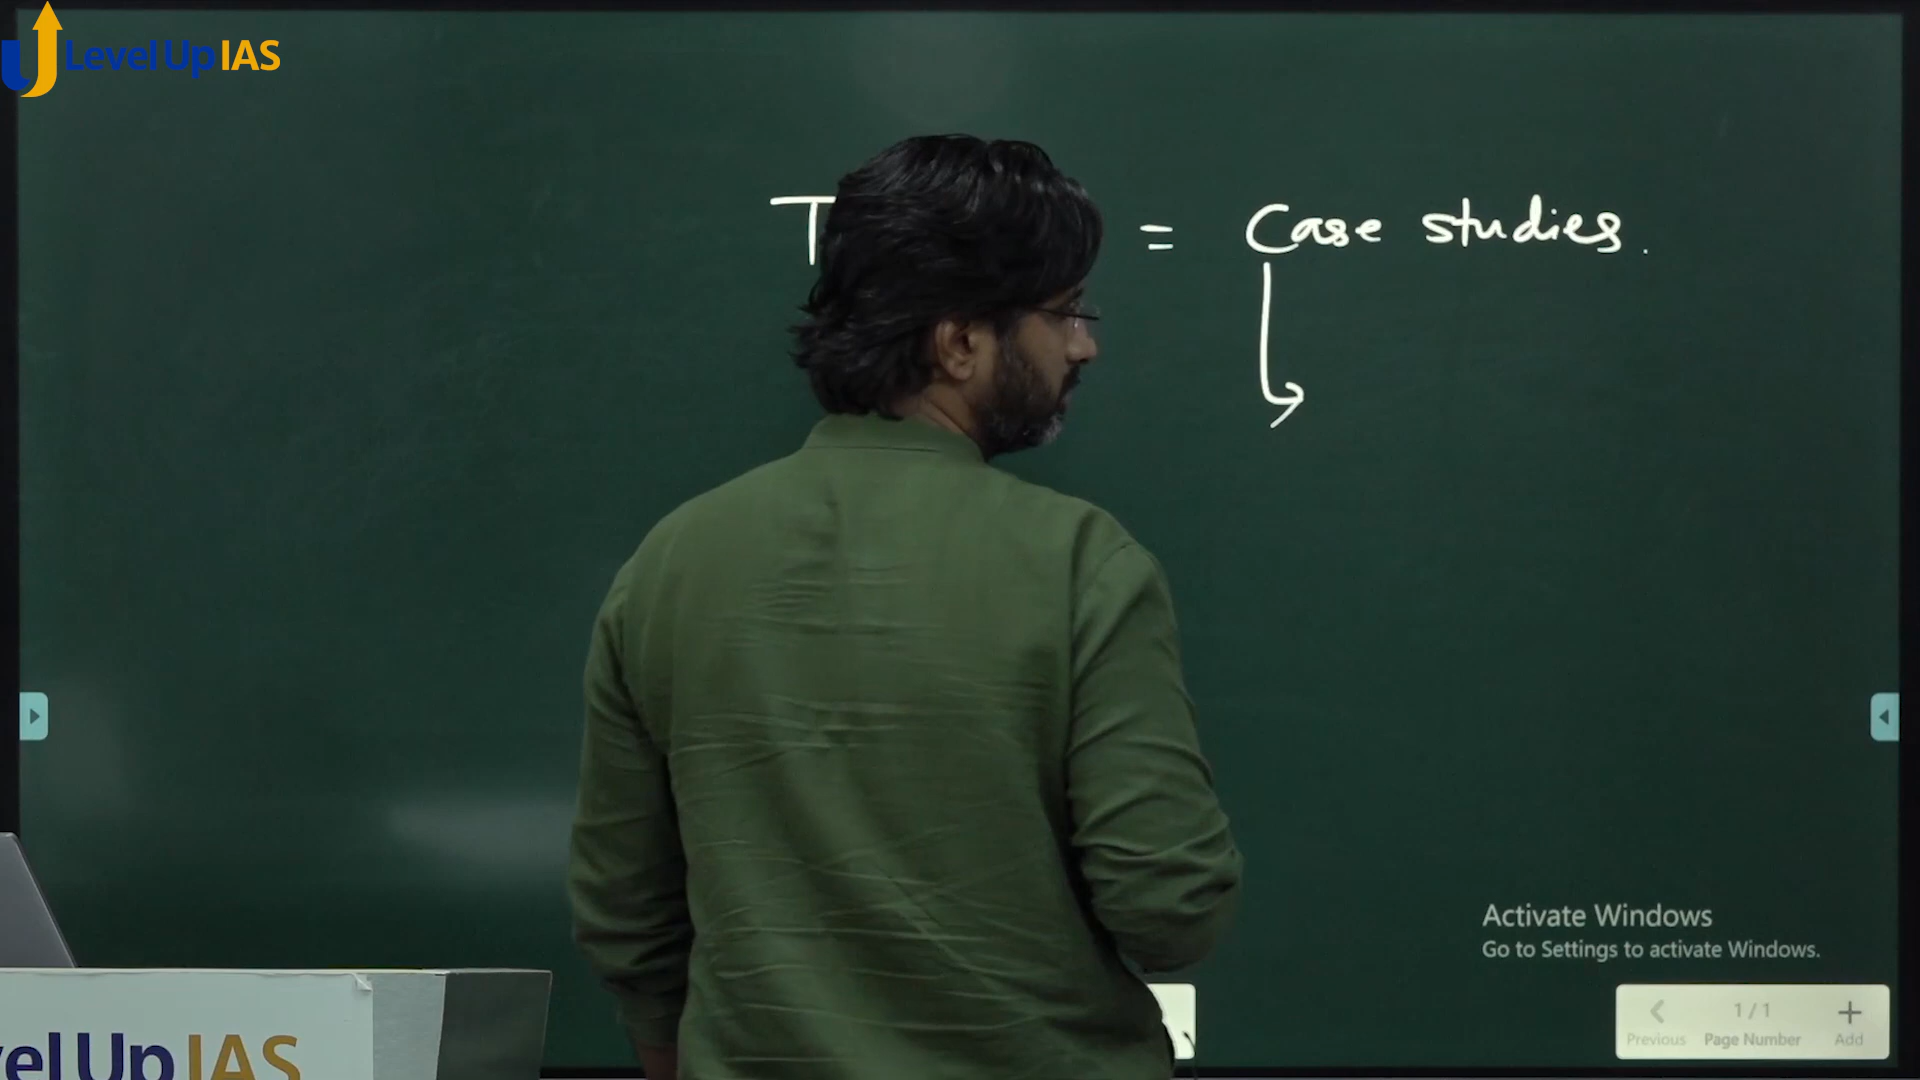 Level Up IAS
= Case studies.
Activate Windows
Go to Settings to activate Windows.
1/1
Previous Page Number Add
Up IAS